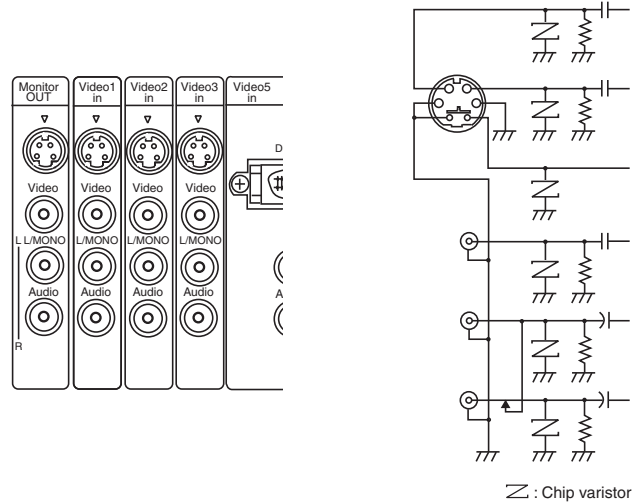 Monitor OUT
Video1 in
Video2 in
Video3 in
Video5 in
D
Video Video Video Video
L L/MONO L/MONO L/MONO L/MONO
Audio Audio Audio Audio A
R
: Chip varistor